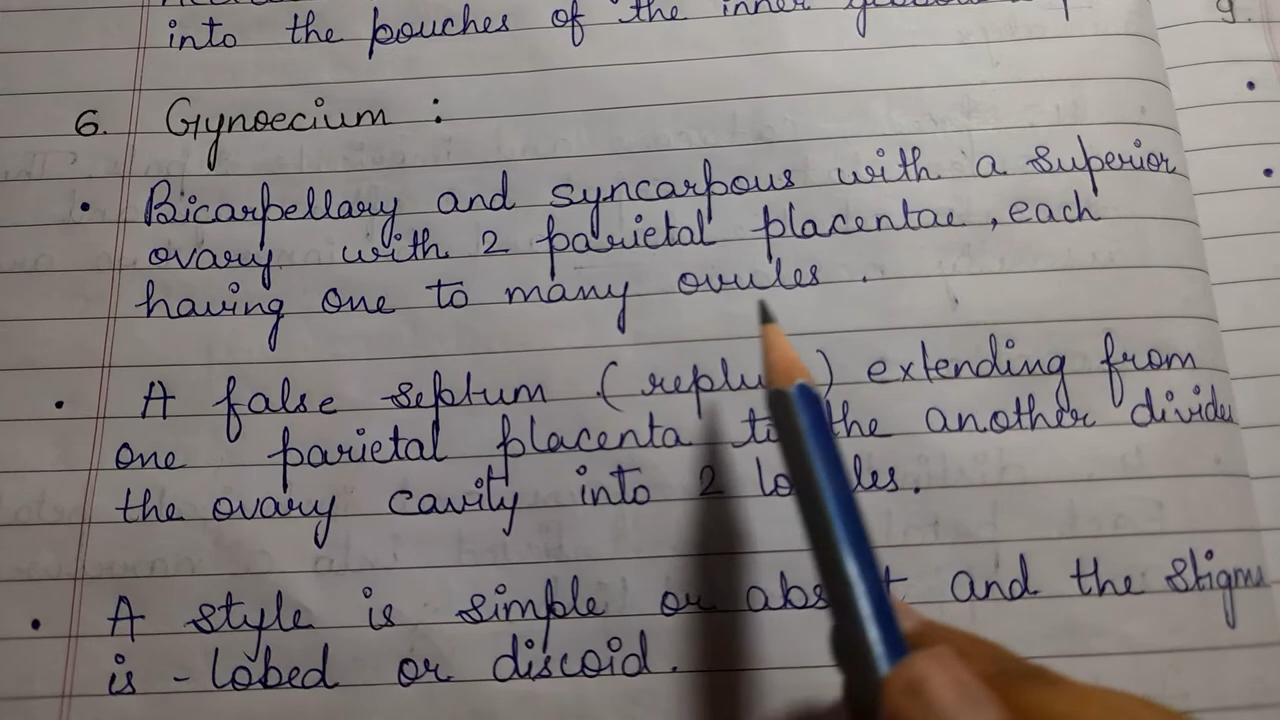 into the pouches of the inner
6. Gynoecium :
• Bicarpellary and syncarpous with a superior
ovary with 2 parietal placentae, each
having one to many ovules.
• A false septum ( ) extending from
one parietal placenta the another
the ovary cavity into 2
• A style is simple or and the
is - lobed or discoid.
9.
•
•